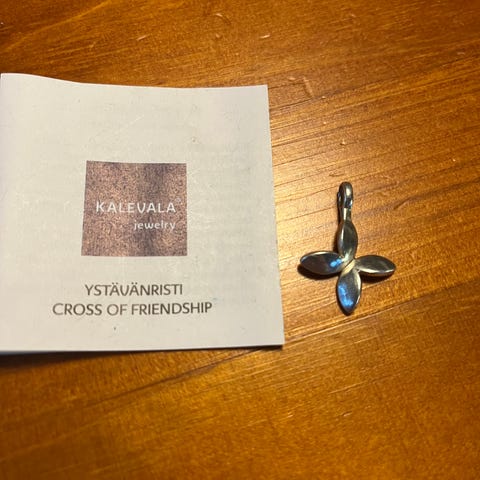 KALEVALA
jewelry
YSTÄVÄNRISTI
CROSS OF FRIENDSHIP